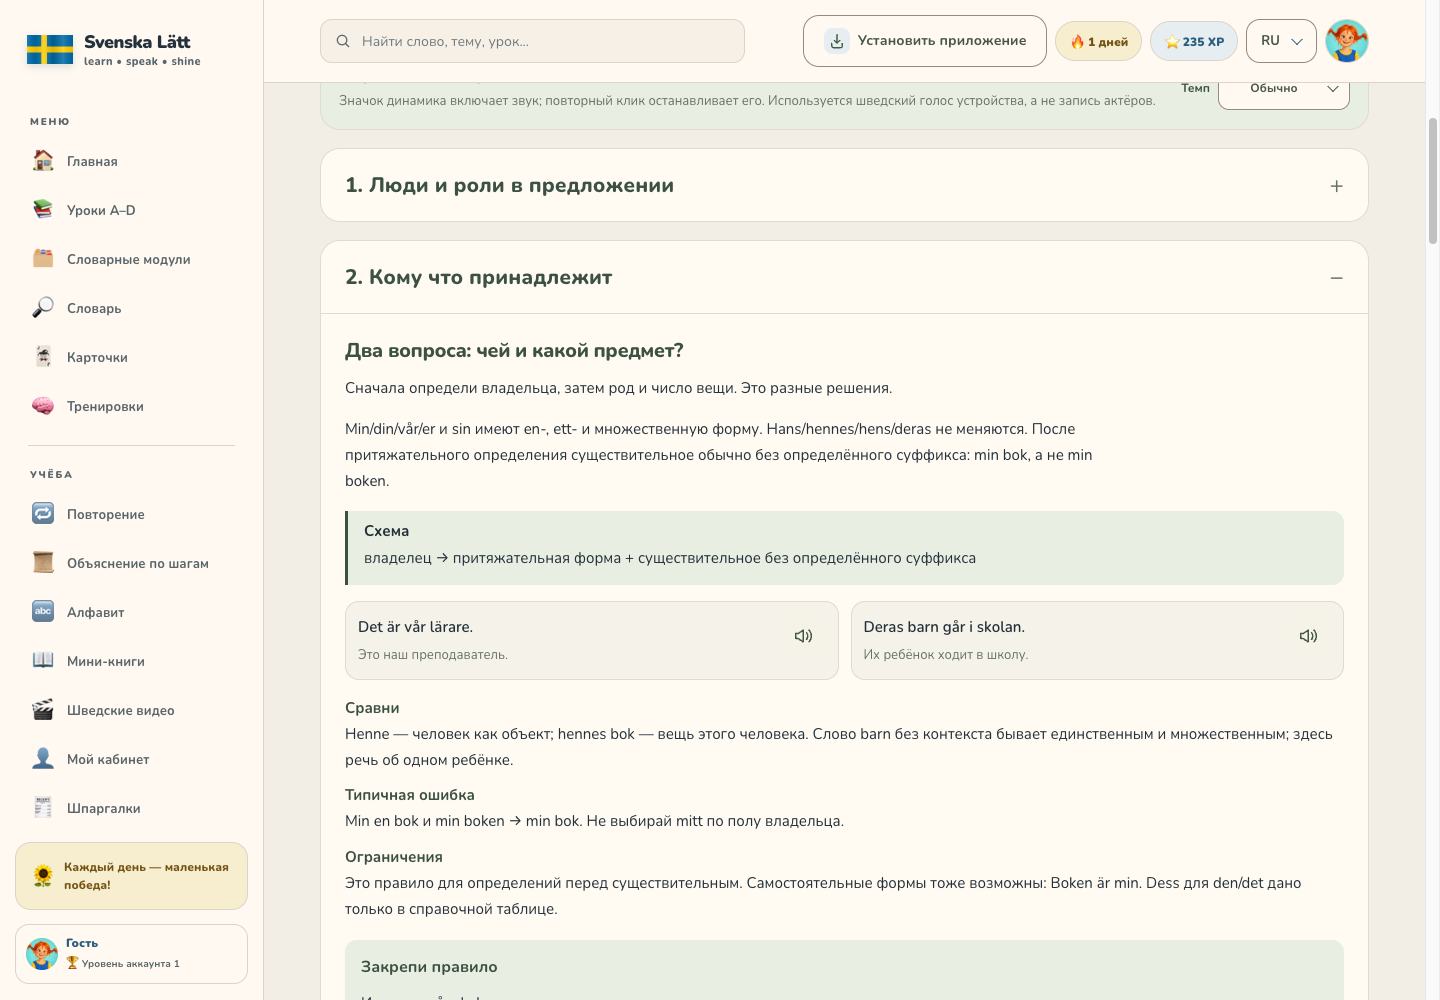 Svenska Lätt
learn • speak • shine
МЕНЮ
Главная
Уроки A–D
Словарные модули
Словарь
Карточки
Тренировки
УЧЁБА
Повторение
Объяснение по шагам
Алфавит
Мини-книги
Шведские видео
Мой кабинет
Шпаргалки
Каждый день — маленькая
победа!
Гость
Уровень аккаунта 1
Найти слово, тему, урок...
Установить приложение
1 дней
235 XP
RU
Значок динамика включает звук; повторный клик останавливает его. Используется шведский голос устройства, а не запись актёров.
Темп
Обычно
1. Люди и роли в предложении
2. Кому что принадлежит
Два вопроса: чей и какой предмет?
Сначала определи владельца, затем род и число вещи. Это разные решения.
Min/din/vår/er и sin имеют en-, ett- и множественную форму. Hans/hennes/hens/deras не меняются. После
притяжательного определения существительное обычно без определённого суффикса: min bok, а не min
boken.
Схема
владелец → притяжательная форма + существительное без определённого суффикса
Det är vår lärare.
Это наш преподаватель.
Deras barn går i skolan.
Их ребёнок ходит в школу.
Сравни
Henne — человек как объект; hennes bok — вещь этого человека. Слово barn без контекста бывает единственным и множественным; здесь
речь об одном ребёнке.
Типичная ошибка
Min en bok и min boken → min bok. Не выбирай mitt по полу владельца.
Ограничения
Это правило для определений перед существительным. Самостоятельные формы тоже возможны: Boken är min. Dess для den/det дано
только в справочной таблице.
Закрепи правило